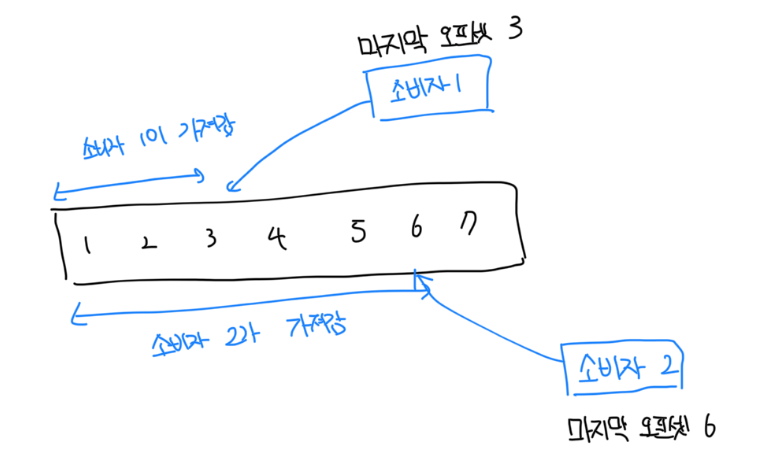 마지막 오프셋 3
소비자 1
소비자 1이 가져감
1 2 3 4 5 6 7
소비자 2가 가져감
소비자 2
마지막 오프셋 6